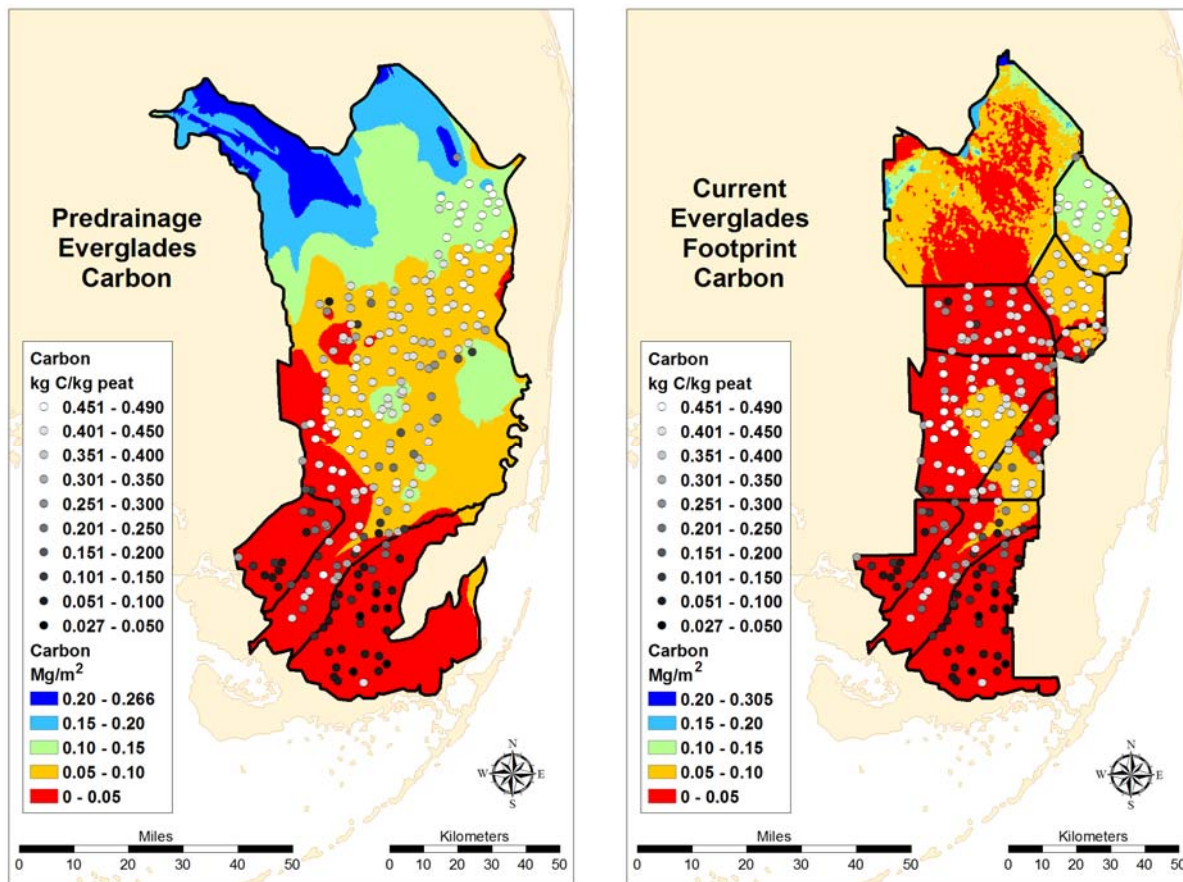 Predrainage
Everglades
Carbon
Carbon
kg C/kg peat
0.451 - 0.490
0.401 - 0.450
0.351 - 0.400
0.301 - 0.350
0.251 - 0.300
0.201 - 0.250
0.151 - 0.200
0.101 - 0.150
0.051 - 0.100
0.027 - 0.050
Carbon
Mg/m²
0.20 - 0.266
0.15 - 0.20
0.10 - 0.15
0.05 - 0.10
0 - 0.05
N
W E
S
Miles
0 10 20 30 40 50
Kilometers
0 10 20 30 40 50
Current
Everglades
Footprint
Carbon
Carbon
kg C/kg peat
0.451 - 0.490
0.401 - 0.450
0.351 - 0.400
0.301 - 0.350
0.251 - 0.300
0.201 - 0.250
0.151 - 0.200
0.101 - 0.150
0.051 - 0.100
0.027 - 0.050
Carbon
Mg/m²
0.20 - 0.305
0.15 - 0.20
0.10 - 0.15
0.05 - 0.10
0 - 0.05
N
W E
S
Miles
0 10 20 30 40 50
Kilometers
0 10 20 30 40 50